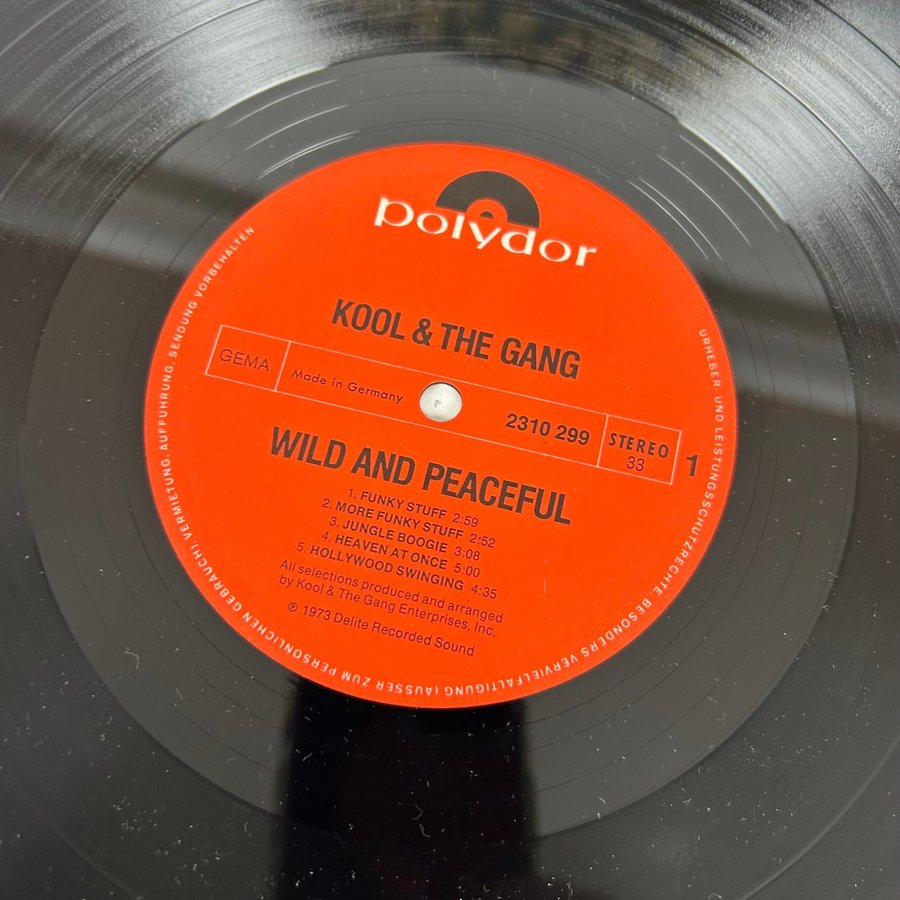 polydor
KOOL & THE GANG
GEMA
Made in Germany
2310 299
STEREO
33
1
WILD AND PEACEFUL
1. FUNKY STUFF 2:59
2. MORE FUNKY STUFF 2:52
3. JUNGLE BOOGIE 3:08
4. HEAVEN AT ONCE 5:00
5. HOLLYWOOD SWINGING 4:35
All selections produced and arranged
by Kool & The Gang Enterprises, Inc.
℗ 1973 Delite Recorded Sound
URHEBER- UND LEISTUNGSSCHUTZRECHTE, BESONDERS VERVIELFÄLTIGUNG (AUSSER ZUM PERSÖNLICHEN GEBRAUCH), VERMIETUNG, AUFFÜHRUNG, SENDUNG VORBEHALTEN